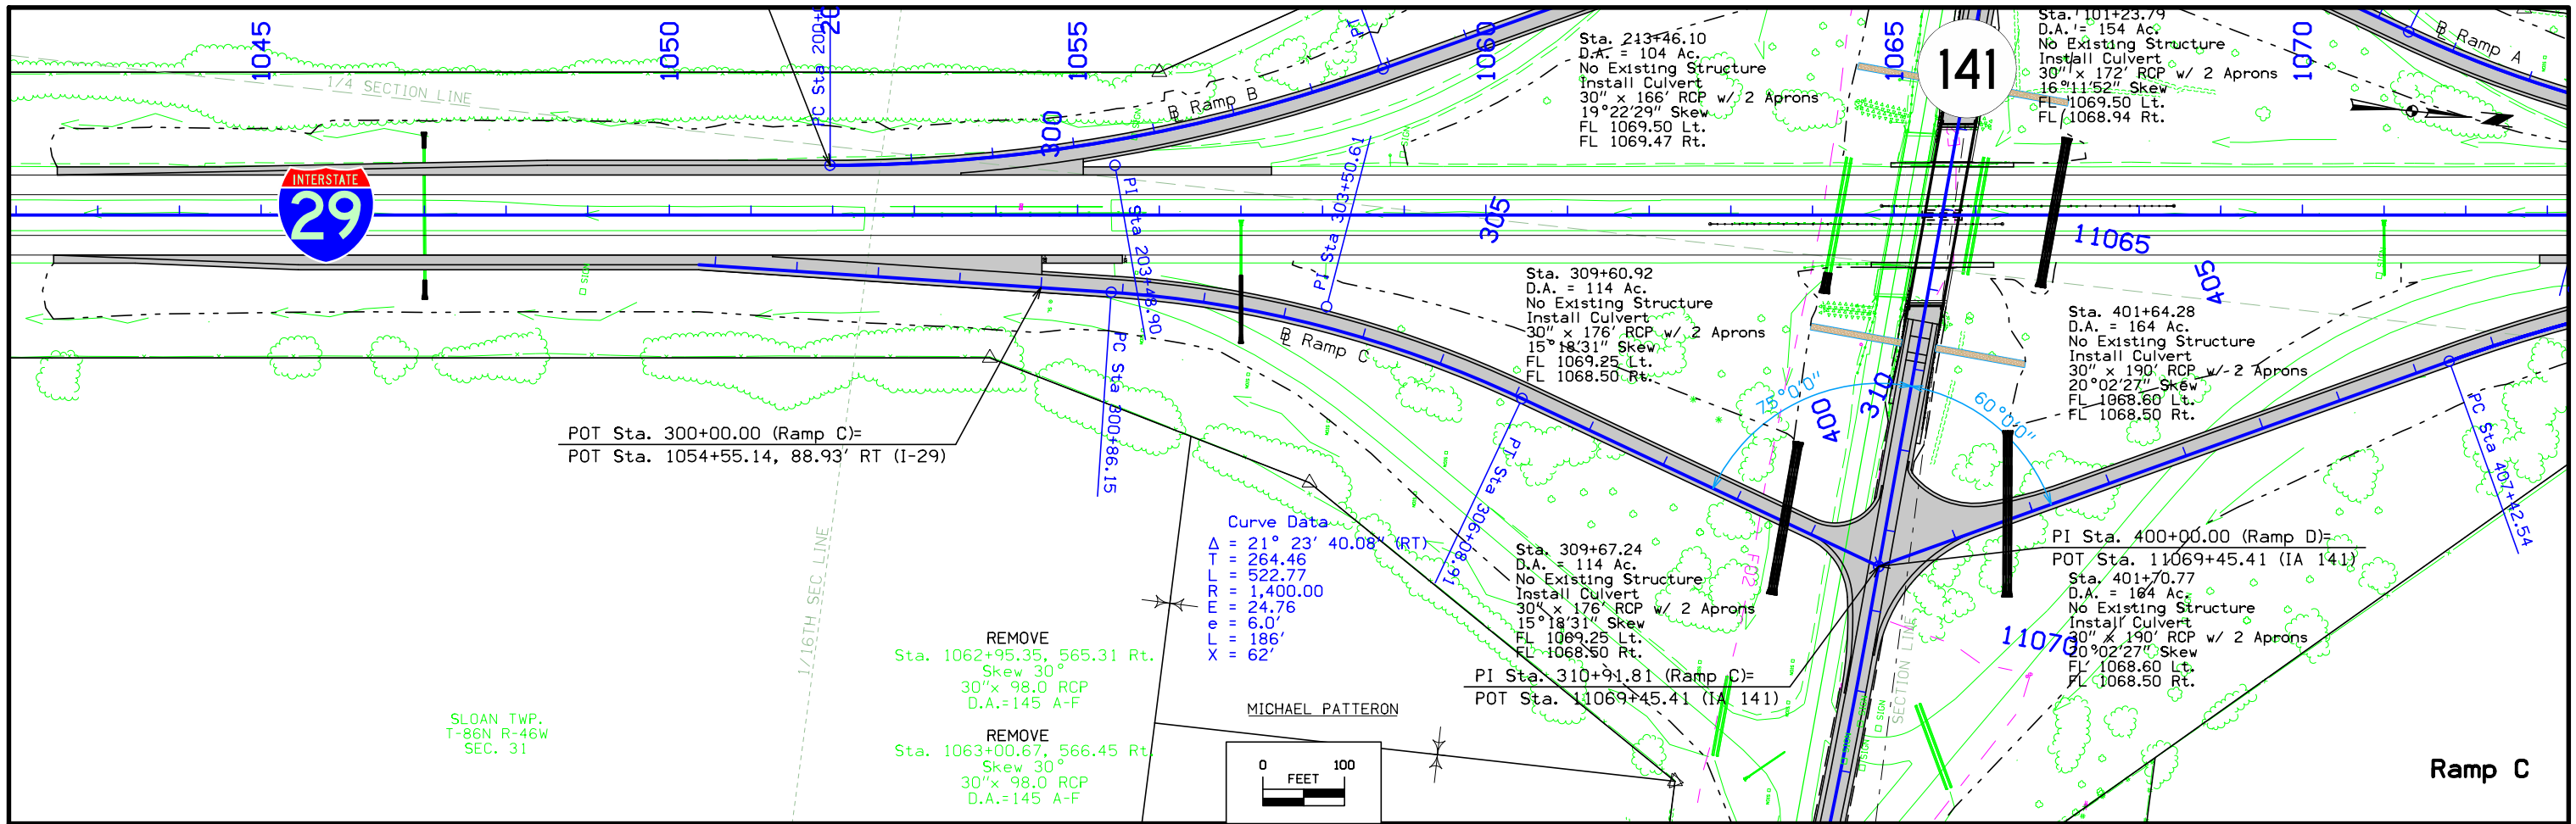 1045
1050
1055
1060
1065
1070
PC Sta 200+
20
PT
1/4 SECTION LINE
INTERSTATE
29
141
300
305
310
400
405
11065
11070
B Ramp B
B Ramp A
B Ramp C
PI Sta 203+48.90
PI Sta 303+50.61
PC Sta 300+86.15
PT Sta 306+08.91
PC Sta 407+42.54
SIGN
SIGN
SIGN
SIGN
SIGN
SIGN
Sta. 213+46.10
D.A. = 104 Ac.
No Existing Structure
Install Culvert
30" x 166' RCP w/ 2 Aprons
19°22'29" Skew
FL 1069.50 Lt.
FL 1069.47 Rt.
Sta. 101+23.79
D.A. = 154 Ac.
No Existing Structure
Install Culvert
30" x 172' RCP w/ 2 Aprons
16°11'52" Skew
FL 1069.50 Lt.
FL 1068.94 Rt.
Sta. 309+60.92
D.A. = 114 Ac.
No Existing Structure
Install Culvert
30" x 176' RCP w/ 2 Aprons
15°18'31" Skew
FL 1069.25 Lt.
FL 1068.50 Rt.
Sta. 401+64.28
D.A. = 164 Ac.
No Existing Structure
Install Culvert
30" x 190' RCP w/ 2 Aprons
20°02'27" Skew
FL 1068.60 Lt.
FL 1068.50 Rt.
75°0'0"
60°0'0"
POT Sta. 300+00.00 (Ramp C)=
POT Sta. 1054+55.14, 88.93' RT (I-29)
Curve Data
Δ = 21° 23' 40.08" (RT)
T = 264.46
L = 522.77
R = 1,400.00
E = 24.76
e = 6.0'
L = 186'
X = 62'
Sta. 309+67.24
D.A. = 114 Ac.
No Existing Structure
Install Culvert
30" x 176' RCP w/ 2 Aprons
15°18'31" Skew
FL 1069.25 Lt.
FL 1068.50 Rt.
PI Sta. 310+91.81 (Ramp C)=
POT Sta. 11069+45.41 (IA 141)
PI Sta. 400+00.00 (Ramp D)=
POT Sta. 11069+45.41 (IA 141)
Sta. 401+70.77
D.A. = 164 Ac.
No Existing Structure
Install Culvert
30" x 190' RCP w/ 2 Aprons
20°02'27" Skew
FL 1068.60 Lt.
FL 1068.50 Rt.
FO2
SECTION LINE
1/16TH SEC. LINE
REMOVE
Sta. 1062+95.35, 565.31 Rt.
Skew 30°
30"x 98.0 RCP
D.A.=145 A-F
REMOVE
Sta. 1063+00.67, 566.45 Rt.
Skew 30°
30"x 98.0 RCP
D.A.=145 A-F
SLOAN TWP.
T-86N R-46W
SEC. 31
MICHAEL PATTERON
0 100
FEET
Ramp C